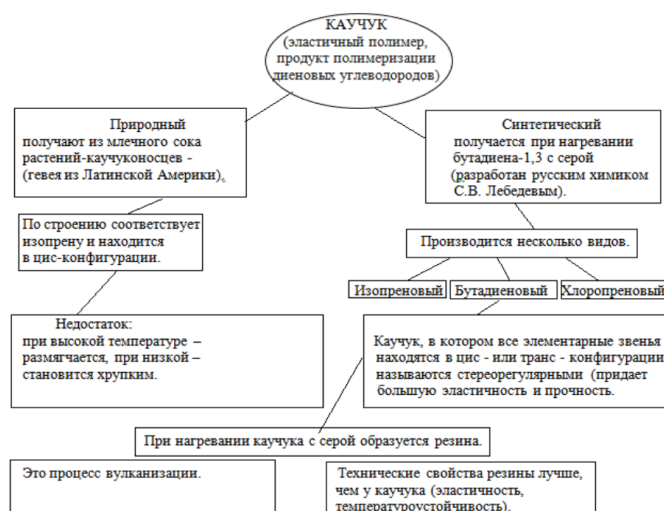 КАУЧУК
(эластичный полимер,
продукт полимеризации
диеновых углеводородов)
Природный
получают из млечного сока
растений-каучуконосцев -
(гевея из Латинской Америки).
Синтетический
получается при нагревании
бутадиена-1,3 с серой
(разработан русским химиком
С.В. Лебедевым).
По строению соответствует
изопрену и находится
в цис-конфигурации.
Производится несколько видов.
Изопреновый
Бутадиеновый
Хлоропреновый
Недостаток:
при высокой температуре –
размягчается, при низкой –
становится хрупким.
Каучук, в котором все элементарные звенья
находятся в цис - или транс - конфигурации
называются стереорегулярными (придает
большую эластичность и прочность.
При нагревании каучука с серой образуется резина.
Это процесс вулканизации.
Технические свойства резины лучше,
чем у каучука (эластичность,
температуроустойчивость).